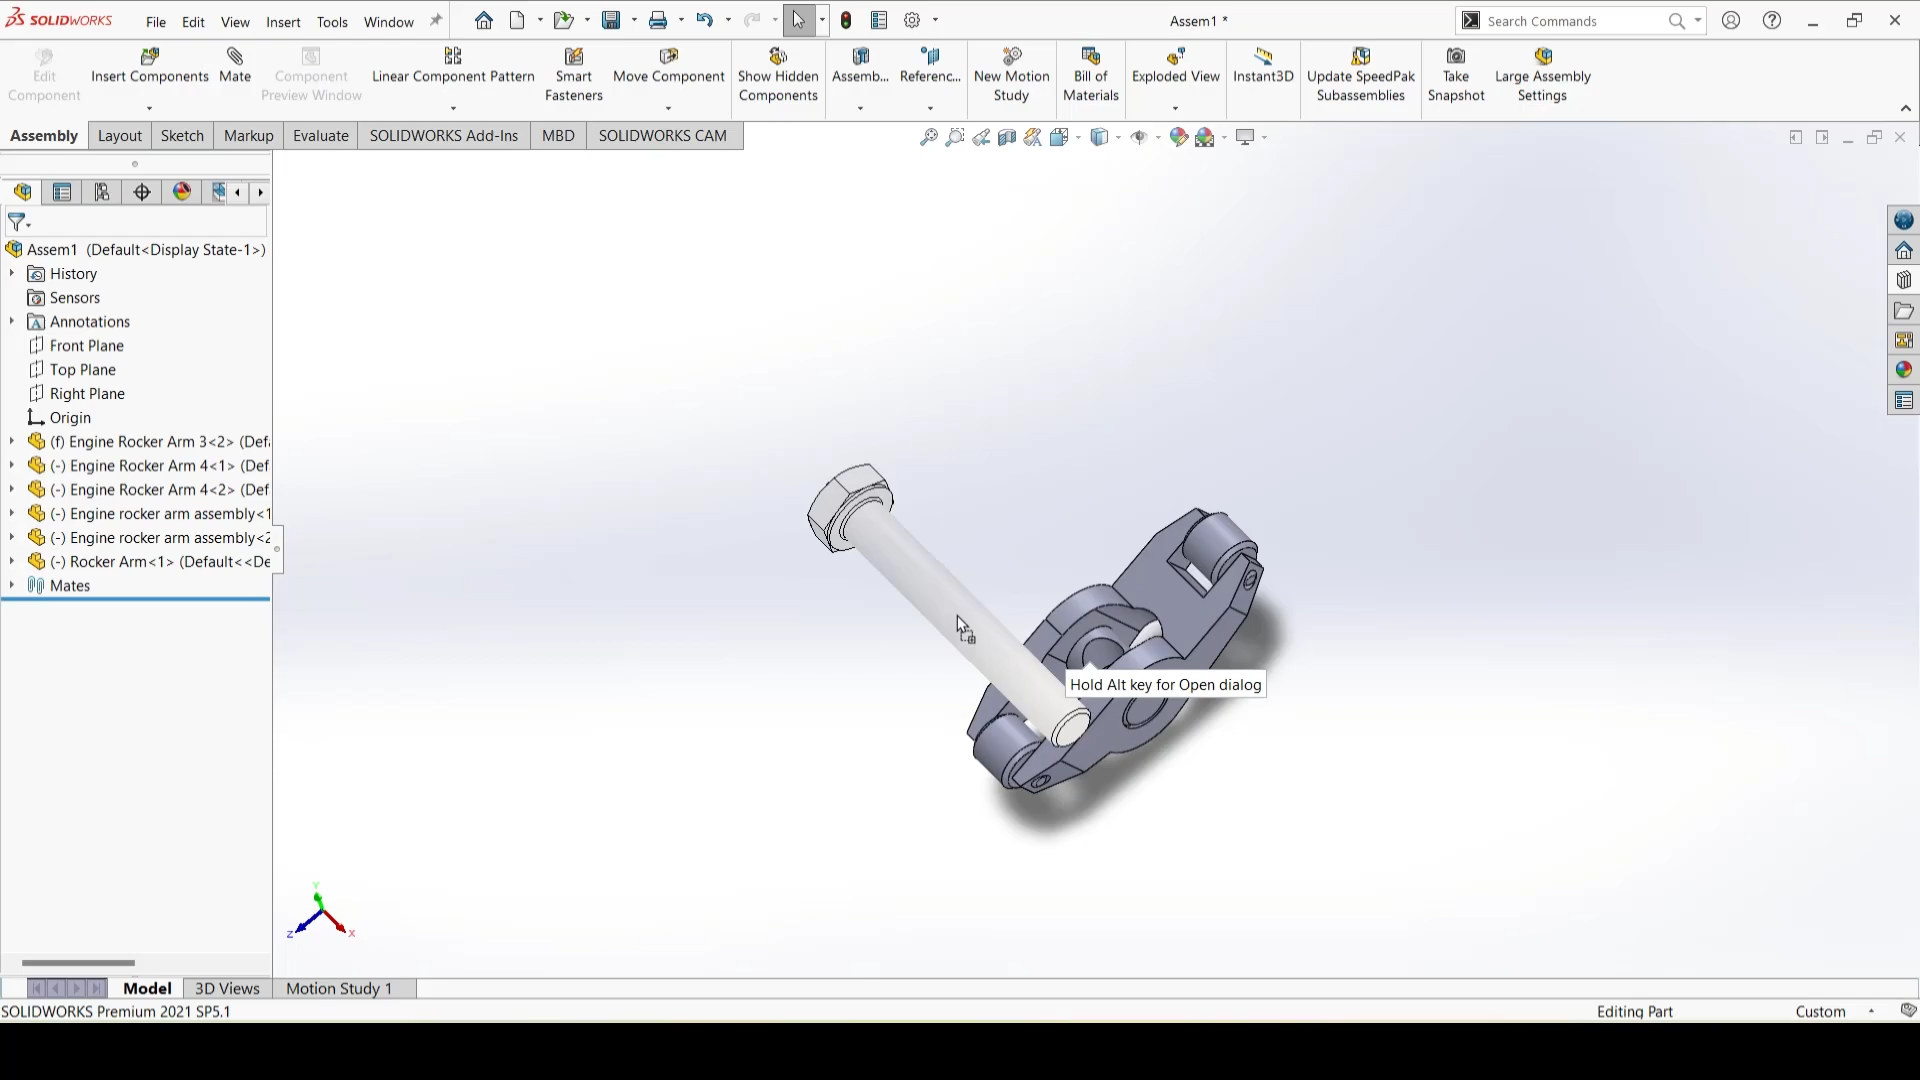 SOLIDWORKS File Edit View Insert Tools Window Assem1 * Search Commands
Edit Component Insert Components Mate Component Preview Window Linear Component Pattern Smart Fasteners Move Component Show Hidden Components Assemb... Referenc... New Motion Study Bill of Materials Exploded View Instant3D Update SpeedPak Subassemblies Take Snapshot Large Assembly Settings
Assembly Layout Sketch Markup Evaluate SOLIDWORKS Add-Ins MBD SOLIDWORKS CAM
Assem1 (Default<Display State-1>)
History
Sensors
Annotations
Front Plane
Top Plane
Right Plane
Origin
(f) Engine Rocker Arm 3<2> (Def
(-) Engine Rocker Arm 4<1> (Def
(-) Engine Rocker Arm 4<2> (Def
(-) Engine rocker arm assembly<1
(-) Engine rocker arm assembly<2
(-) Rocker Arm<1> (Default<<De
Mates
Hold Alt key for Open dialog
Y
Z X
Model 3D Views Motion Study 1
SOLIDWORKS Premium 2021 SP5.1 Editing Part Custom